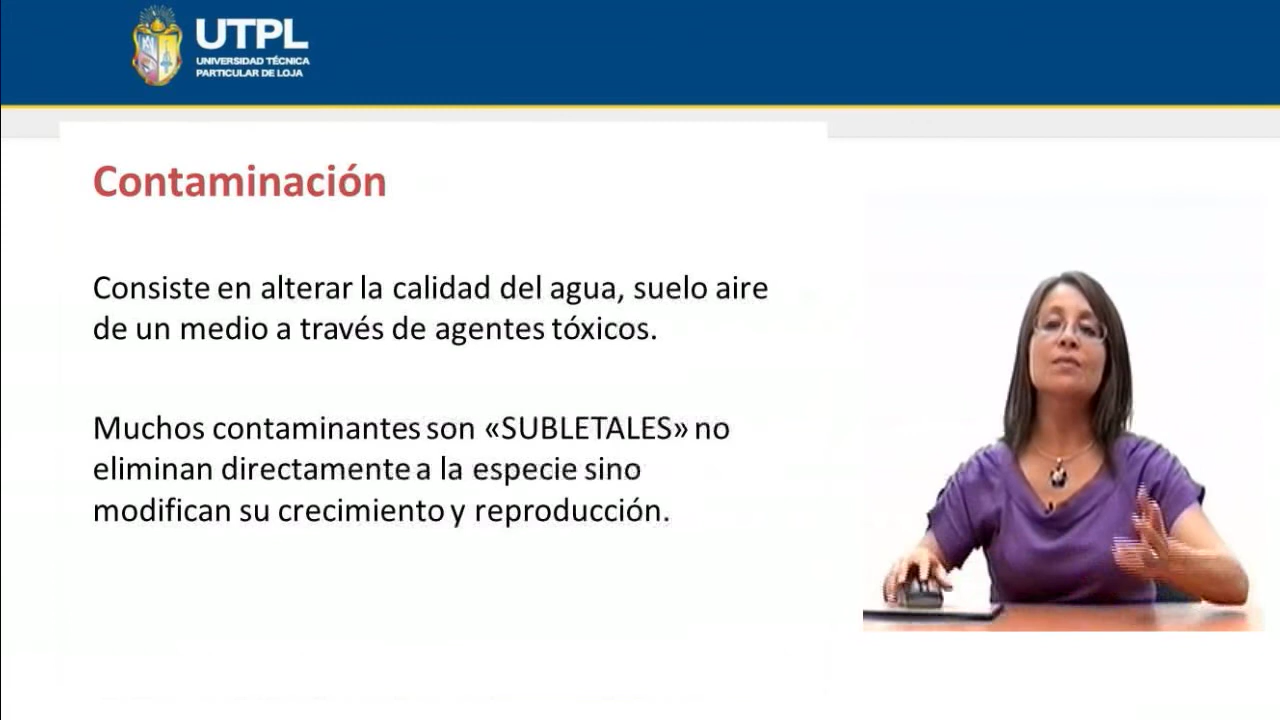 UTPL
UNIVERSIDAD TÉCNICA
PARTICULAR DE LOJA
Contaminación
Consiste en alterar la calidad del agua, suelo aire
de un medio a través de agentes tóxicos.
Muchos contaminantes son «SUBLETALES» no
eliminan directamente a la especie sino
modifican su crecimiento y reproducción.